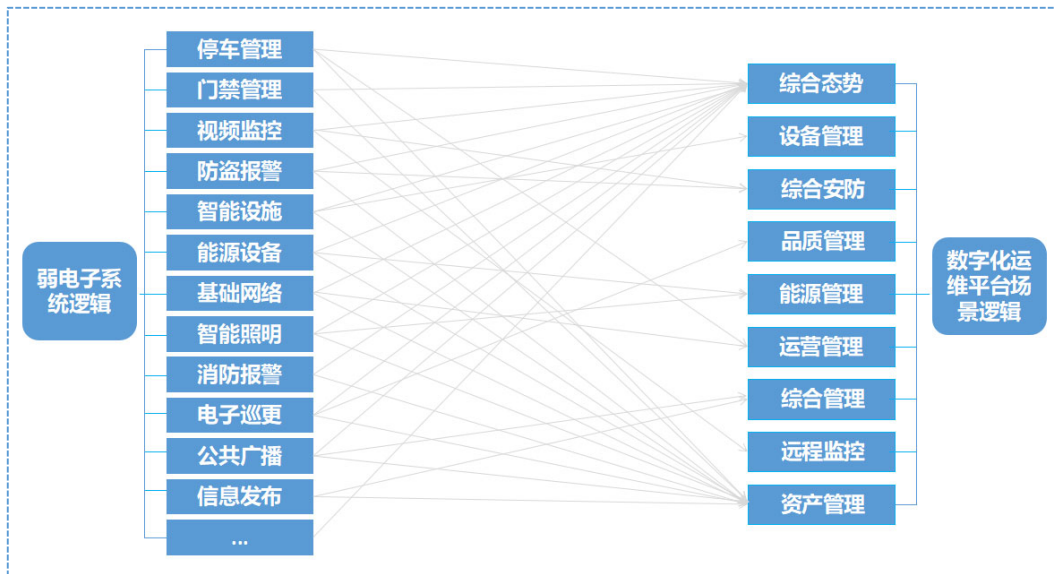 弱电子系
统逻辑
停车管理
门禁管理
视频监控
防盗报警
智能设施
能源设备
基础网络
智能照明
消防报警
电子巡更
公共广播
信息发布
...
综合态势
设备管理
综合安防
品质管理
能源管理
运营管理
综合管理
远程监控
资产管理
数字化运
维平台场
景逻辑